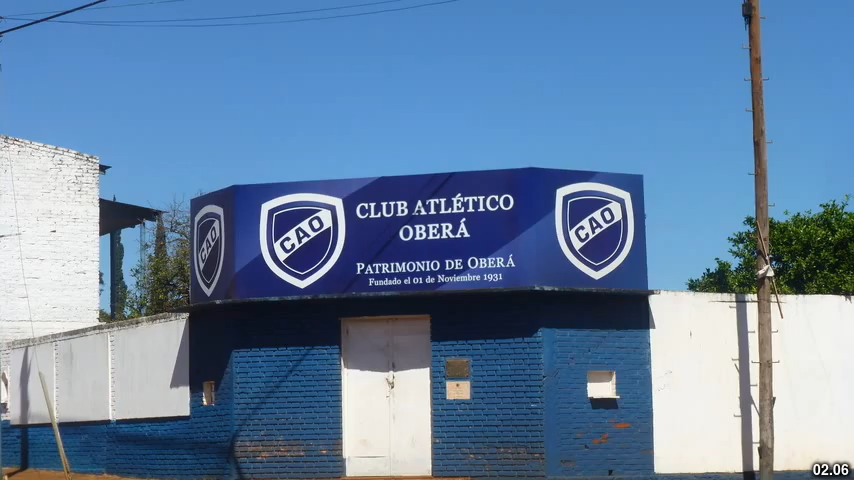 CAO
CAO
CLUB ATLÉTICO
OBERÁ
PATRIMONIO DE OBERÁ
Fundado el 01 de Noviembre 1931
CAO
02.06